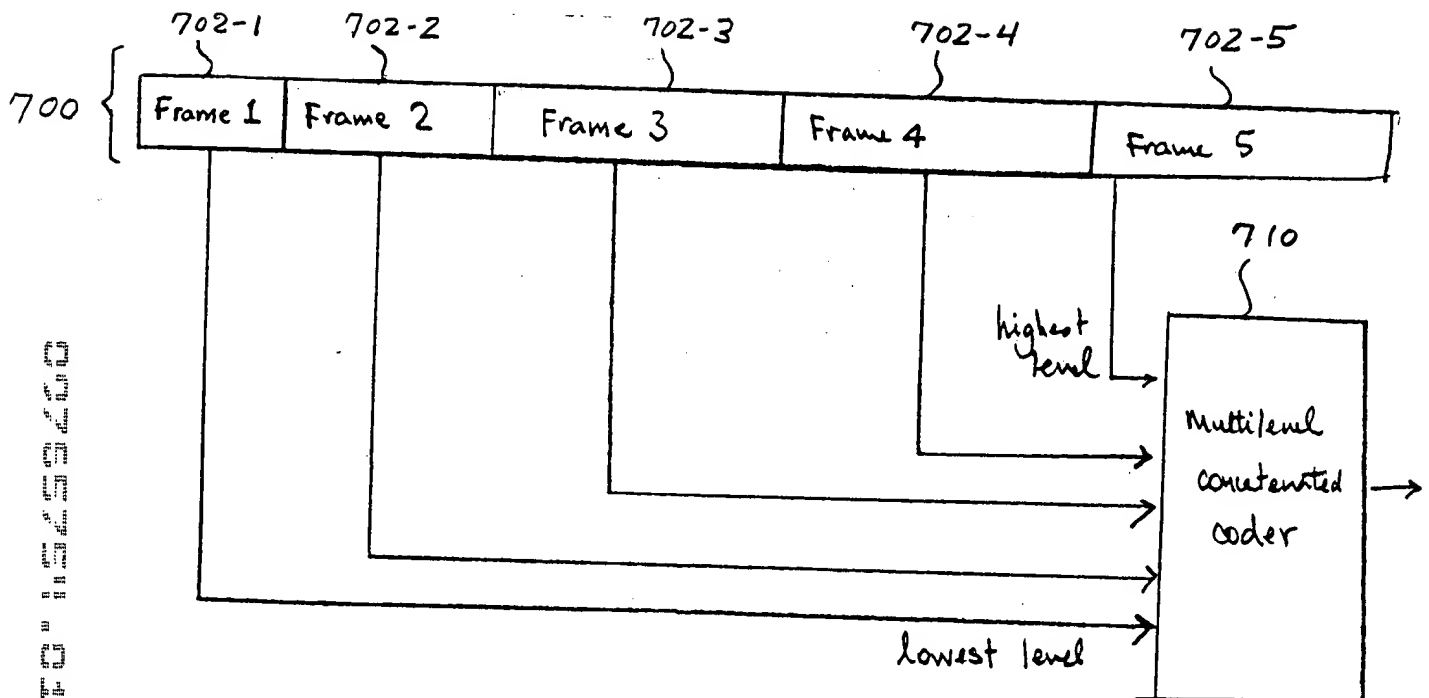 702-1 702-2 702-3 702-4 702-5
700
Frame 1 Frame 2 Frame 3 Frame 4 Frame 5
710
highest
level
Multilevel
concatenated
coder
lowest level